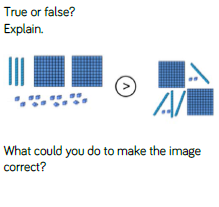 True or false?
Explain.
>
What could you do to make the image
correct?